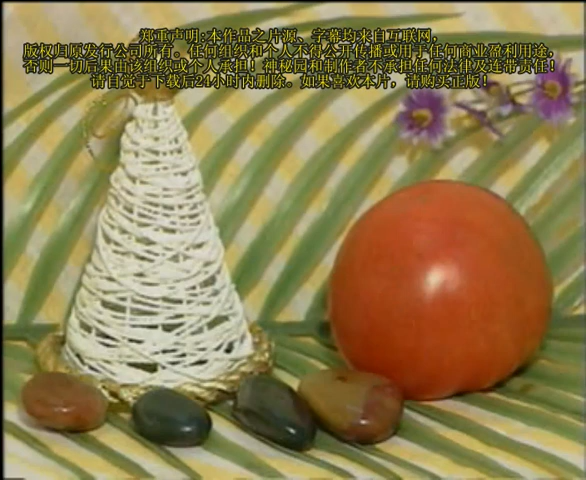 郑重声明:本作品之片源、字幕均来自互联网,
版权归原发行公司所有。任何组织和个人不得公开传播或用于任何商业盈利用途,
否则一切后果由该组织或个人承担!神秘园和制作者不承担任何法律及连带责任!
请自觉于下载后24小时内删除。如果喜欢本片,请购买正版!